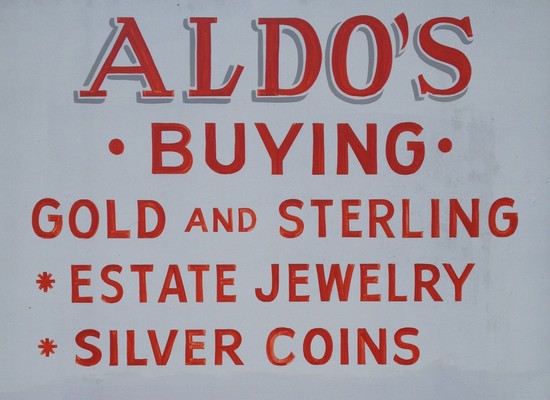 ALDO'S
• BUYING •
GOLD AND STERLING
* ESTATE JEWELRY
* SILVER COINS